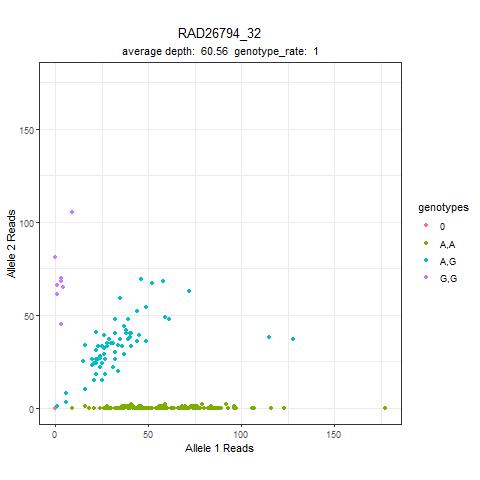 RAD26794_32
average depth: 60.56 genotype_rate: 1
Allele 2 Reads
150
100
50
0
0 50 100 150
Allele 1 Reads
genotypes
0
A,A
A,G
G,G